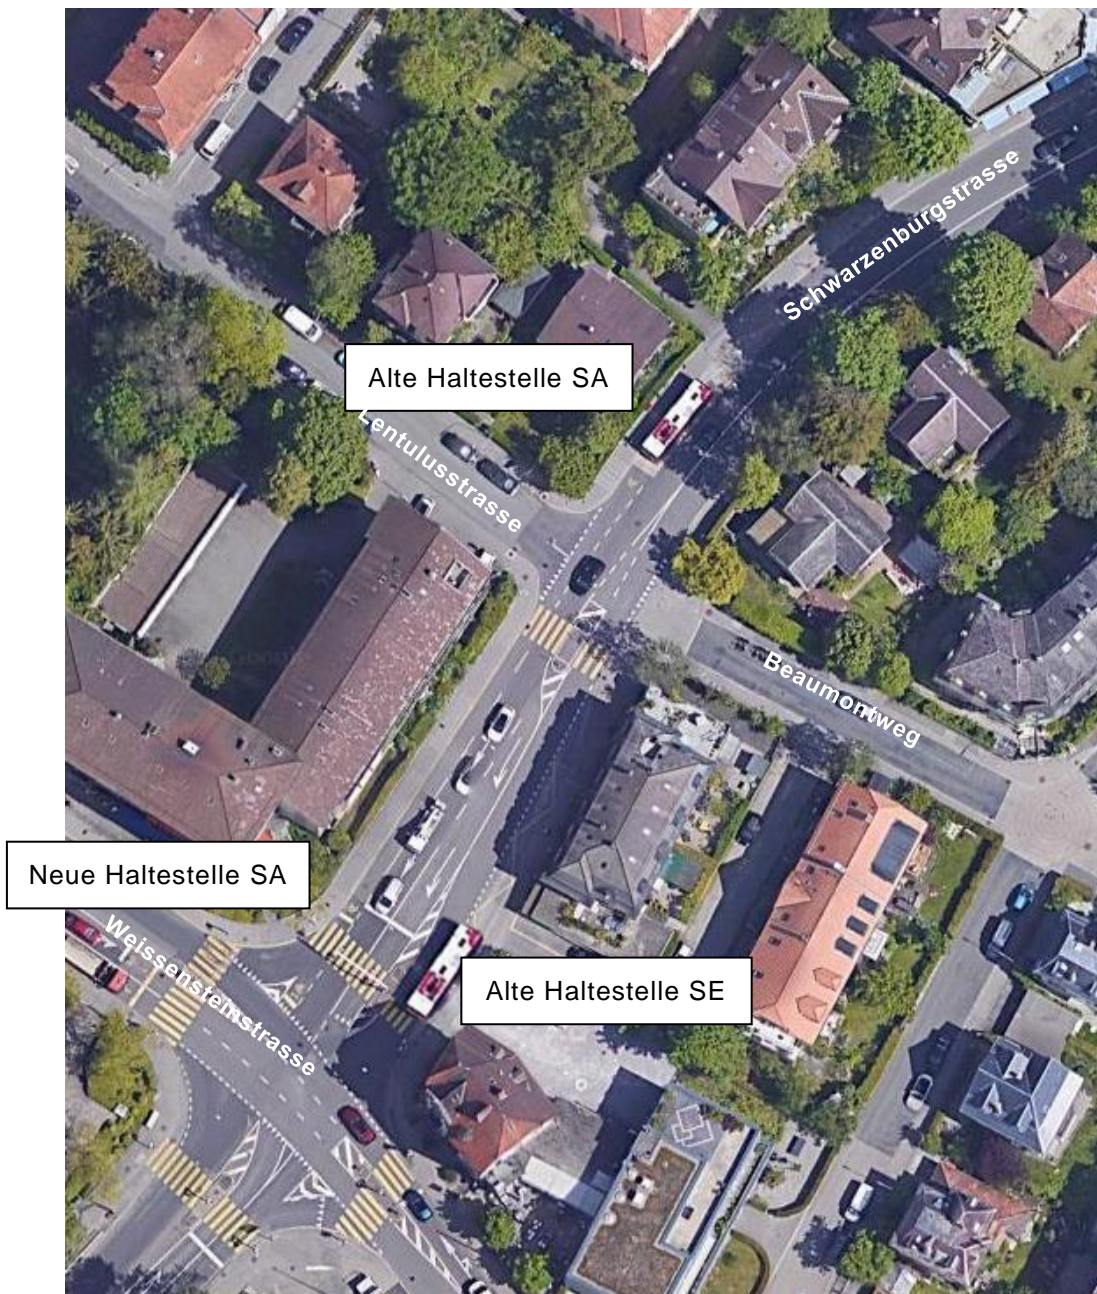 Schwarzenburgstrasse
Alte Haltestelle SA
Lentulusstrasse
Beaumontweg
Neue Haltestelle SA
Weissensteinstrasse
Alte Haltestelle SE